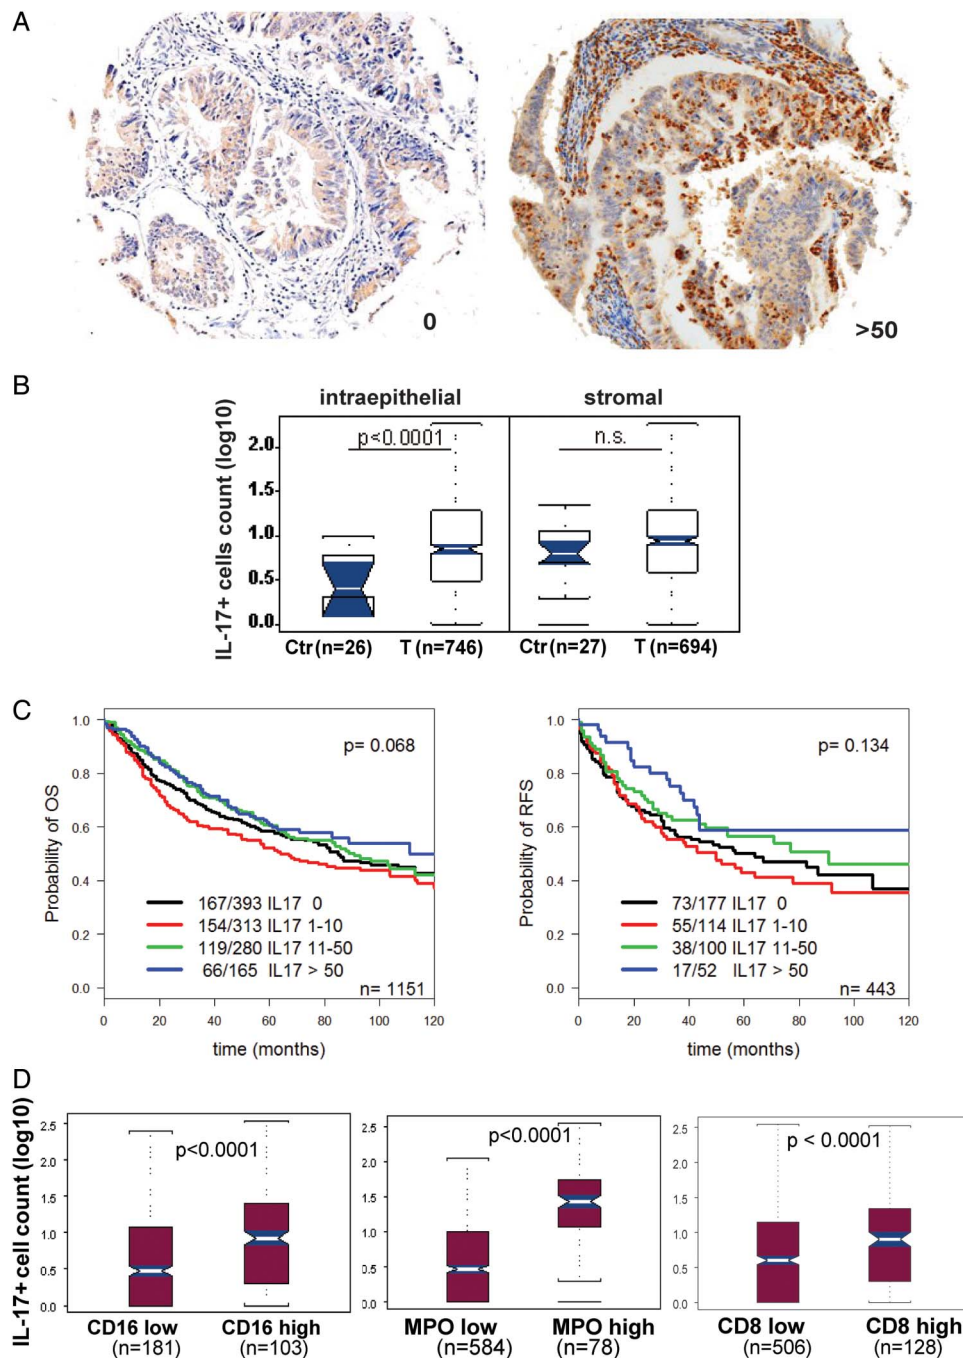 A
0
>50
B
intraepithelial
stromal
IL-17+ cells count (log10)
2.0
1.5
1.0
0.5
0.0
p<0.0001
n.s.
Ctr(n=26)
T (n=746)
Ctr(n=27)
T (n=694)
C
Probability of OS
1.0
0.8
0.6
0.4
0.2
0.0
p= 0.068
167/393 IL17 0
154/313 IL17 1-10
119/280 IL17 11-50
66/165 IL17 > 50
n= 1151
0 20 40 60 80 100 120
time (months)
Probability of RFS
1.0
0.8
0.6
0.4
0.2
0.0
p= 0.134
73/177 IL17 0
55/114 IL17 1-10
38/100 IL17 11-50
17/52 IL17 > 50
n= 443
0 20 40 60 80 100 120
time (months)
D
IL-17+ cell count (log10)
2.5
2.0
1.5
1.0
0.5
0.0
p<0.0001
CD16 low
(n=181)
CD16 high
(n=103)
2.5
2.0
1.5
1.0
0.5
0.0
p<0.0001
MPO low
(n=584)
MPO high
(n=78)
2.5
2.0
1.5
1.0
0.5
0.0
p < 0.0001
CD8 low
(n=506)
CD8 high
(n=128)